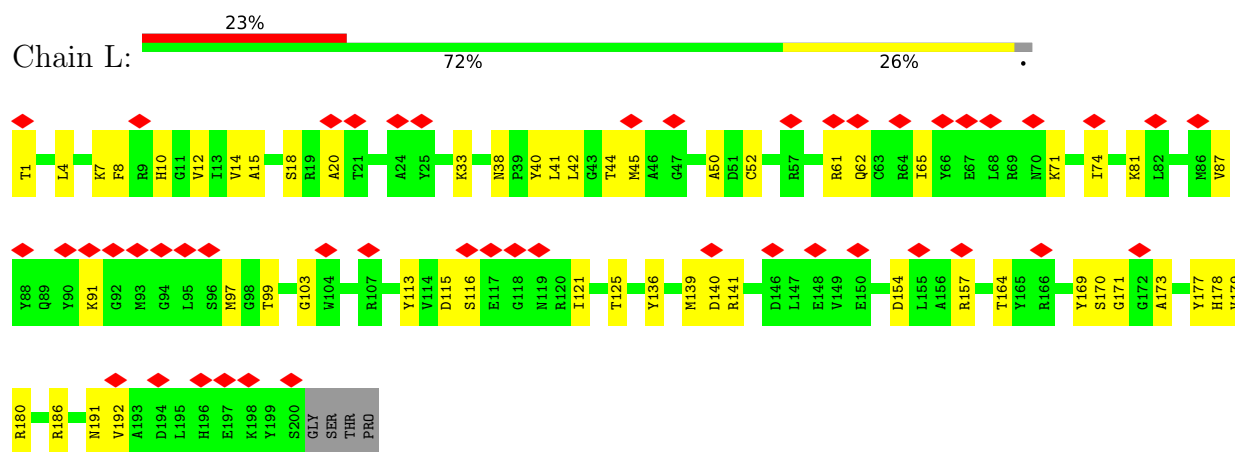 23%
Chain L:
72% 26% •
T1 L4 K7 F8 R9 H10 G11 V12 I13 V14 A15 S18 R19 A20 T21 A24 Y25 K33 N38 P39 Y40 L41 L42 G43 T44 M45 A46 G47 A50 D51 C52 R57 R61 Q62 C63 R64 I65 Y66 E67 L68 R69 N70 K71 I74 K81 L82 M86 V87
Y88 Q89 Y90 K91 G92 M93 G94 L95 S96 M97 G98 T99 G103 W104 R107 Y113 V114 D115 S116 E117 G118 N119 R120 I121 T125 Y136 M139 D140 R141 D146 L147 E148 V149 E150 D154 L155 A156 R157 T164 Y165 R166 Y169 S170 G171 G172 A173 Y177 H178
R180 R186 N191 V192 A193 D194 L195 H196 E197 K198 Y199 S200 GLY SER THR PRO